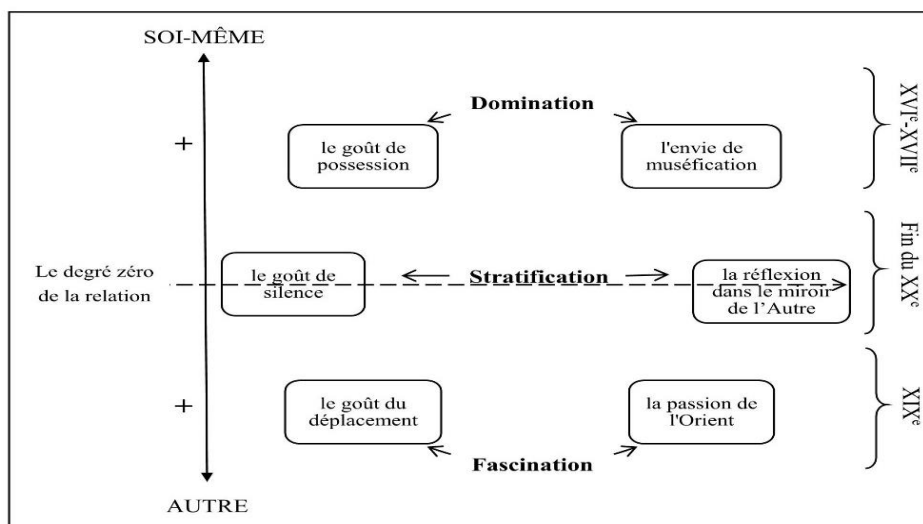 SOI-MÊME
Domination
+
le goût de
possession
l'envie de
muséfication
XVIᵉ-XVIIᵉ
Le degré zéro
de la relation
le goût de
silence
Stratification
la réflexion
dans le miroir
de l’Autre
Fin du XXᵉ
+
le goût du
déplacement
la passion de
l'Orient
XIXᵉ
Fascination
AUTRE